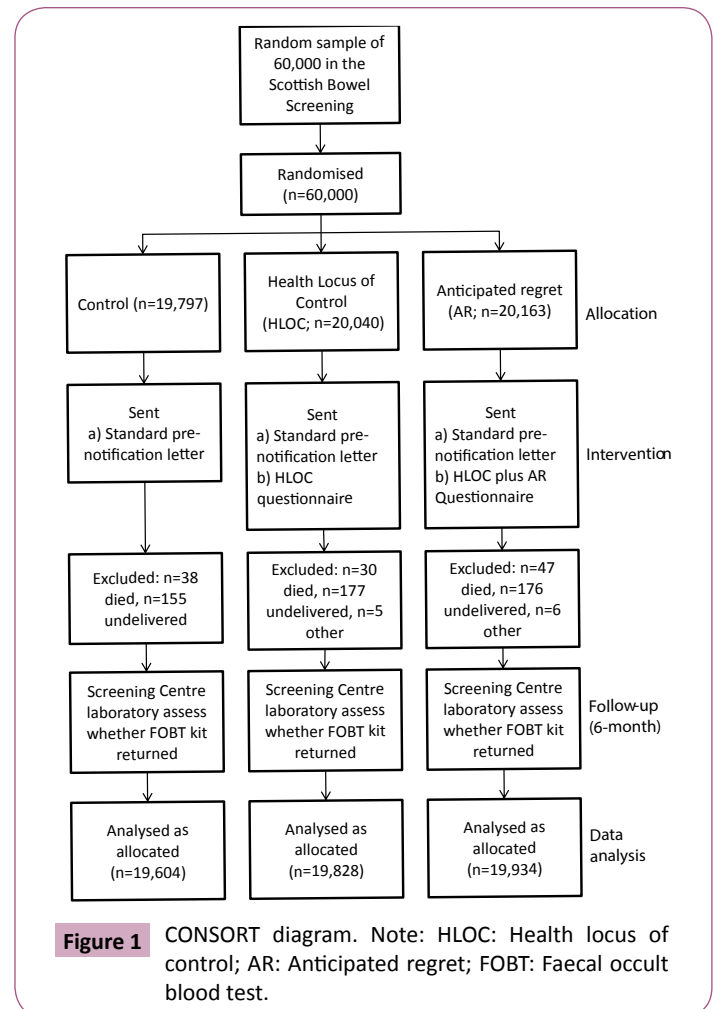 Random sample of
60,000 in the
Scottish Bowel
Screening
Randomised
(n=60,000)
Control (n=19,797)
Health Locus of
Control
(HLOC; n=20,040)
Anticipated regret
(AR; n=20,163)
Allocation
Sent
a) Standard pre-
notification letter
Sent
a) Standard pre-
notification letter
b) HLOC
questionnaire
Sent
a) Standard pre-
notification letter
b) HLOC plus AR
Questionnaire
Intervention
Excluded: n=38
died, n=155
undelivered
Excluded: n=30
died, n=177
undelivered, n=5
other
Excluded: n=47
died, n=176
undelivered, n=6
other
Screening Centre
laboratory assess
whether FOBT kit
returned
Screening Centre
laboratory assess
whether FOBT kit
returned
Screening Centre
laboratory assess
whether FOBT kit
returned
Follow-up
(6-month)
Analysed as
allocated
(n=19,604)
Analysed as
allocated
(n=19,828)
Analysed as
allocated
(n=19,934)
Data
analysis
Figure 1 CONSORT diagram. Note: HLOC: Health locus of
control; AR: Anticipated regret; FOBT: Faecal occult
blood test.